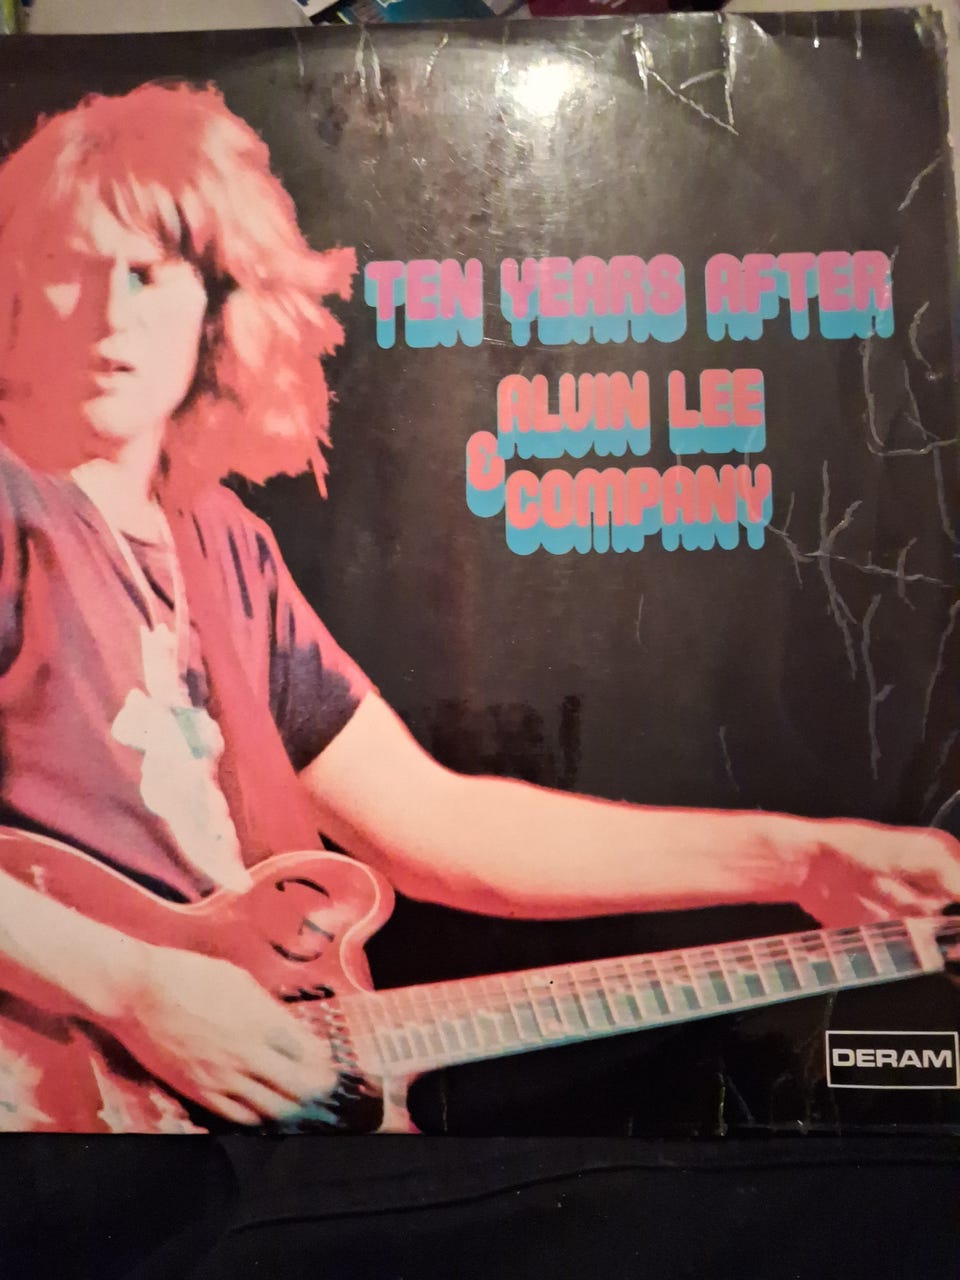 TEN YEARS AFTER
ALVIN LEE
& COMPANY
DERAM